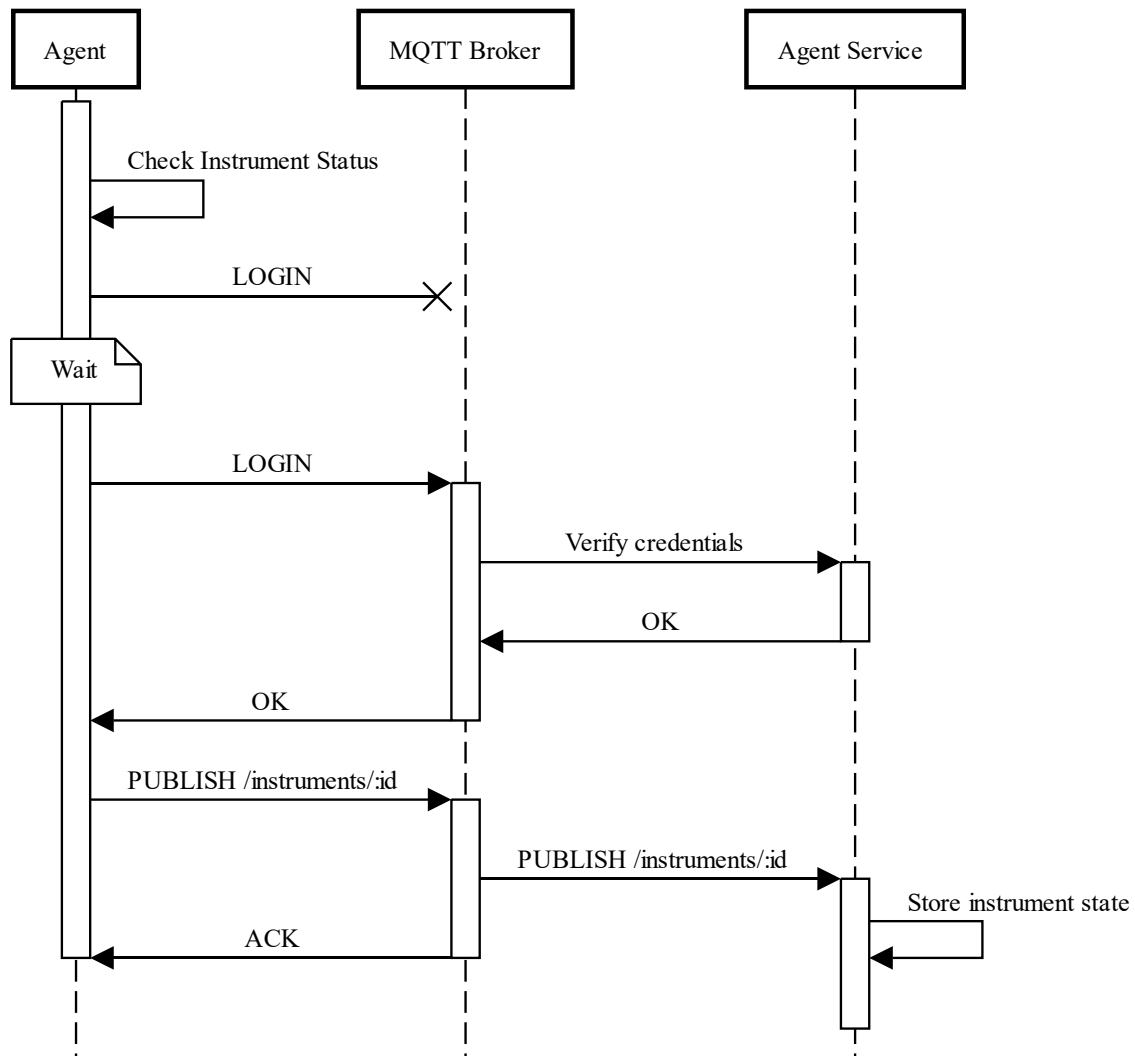 Agent
MQTT Broker
Agent Service
Check Instrument Status
LOGIN
Wait
LOGIN
Verify credentials
OK
OK
PUBLISH /instruments/:id
PUBLISH /instruments/:id
Store instrument state
ACK